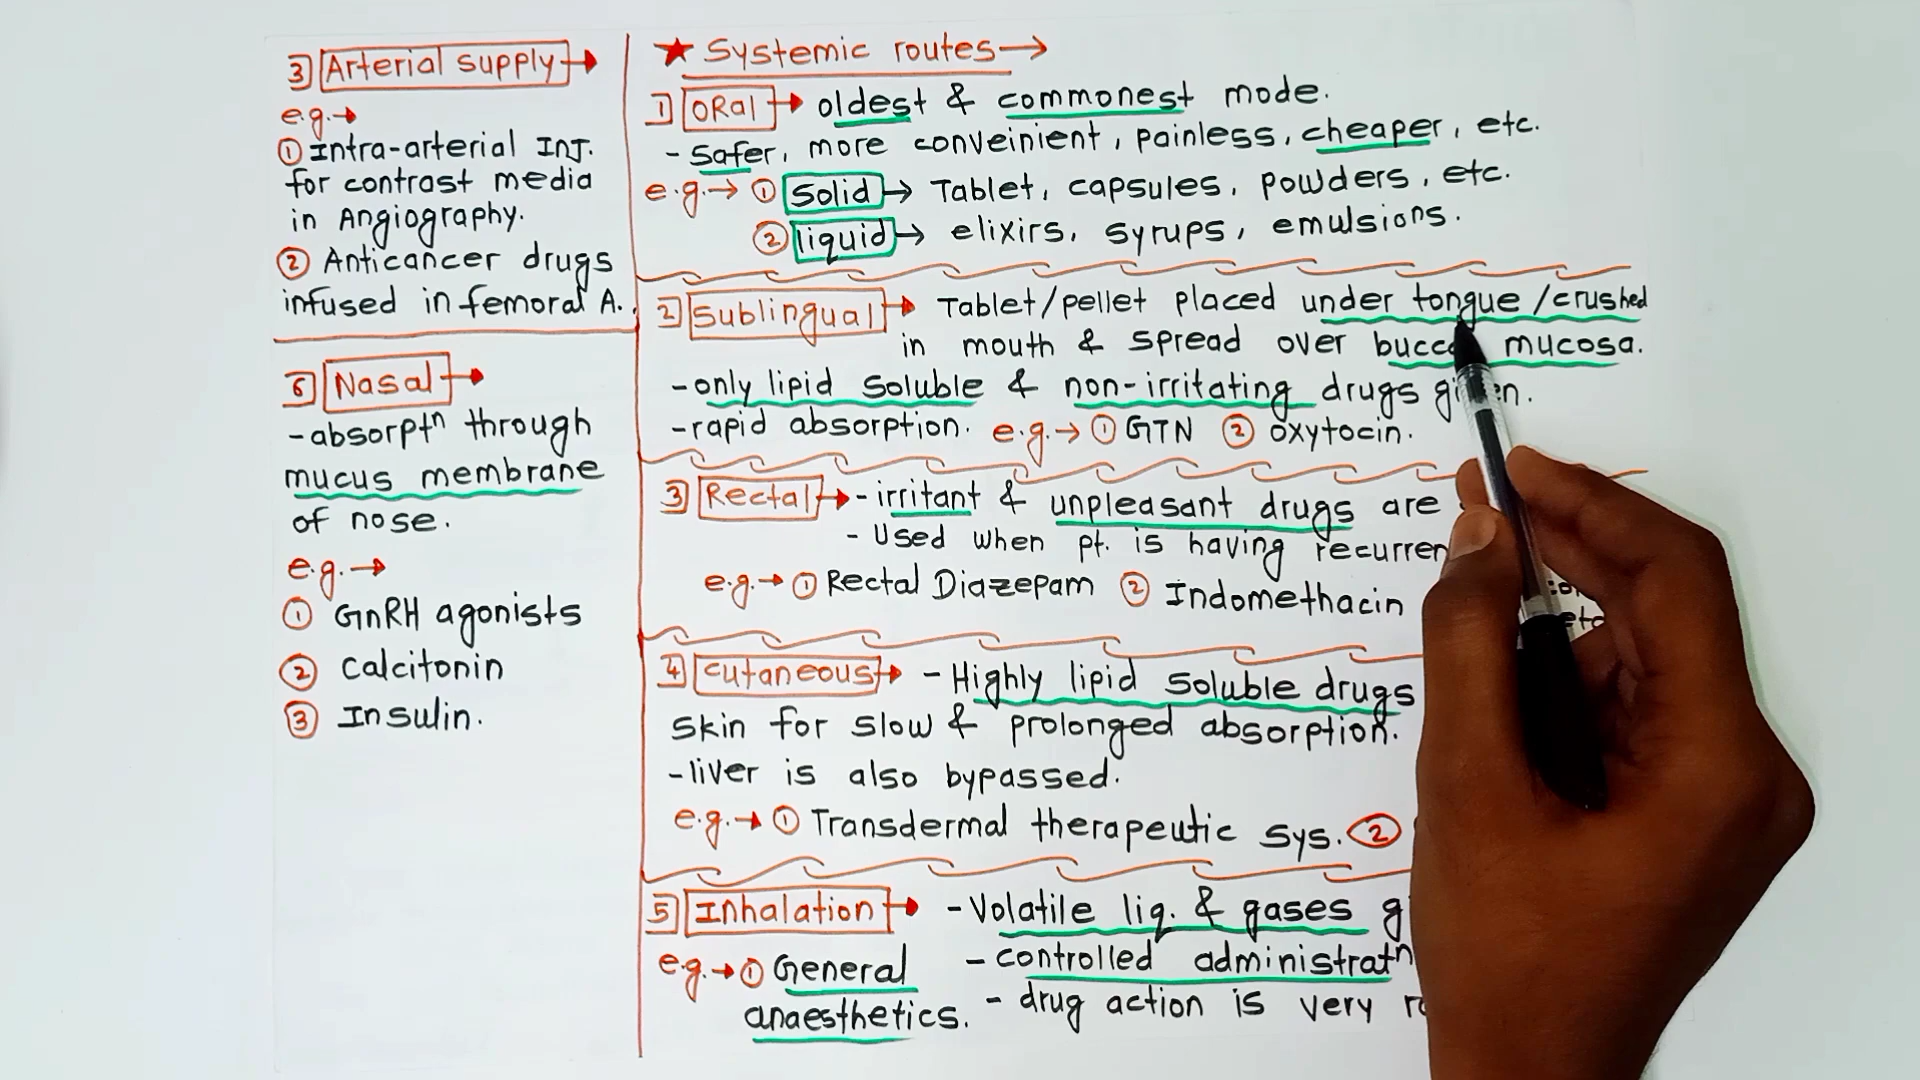 3 Arterial supply →
e.g. →
① Intra-arterial Inj.
for contrast media
in Angiography.
② Anticancer drugs
infused in femoral A.
6 Nasal →
- absorptⁿ through
mucus membrane
of nose.
e.g. →
① GnRH agonists
② Calcitonin
③ Insulin.
★ Systemic routes →
1 Oral → oldest & commonest mode.
- Safer, more conveinient, painless, cheaper, etc.
e.g. → ① Solid → Tablet, capsules, powders, etc.
② liquid → elixirs, syrups, emulsions.
2 Sublingual → Tablet/pellet placed under tongue/crushed
in mouth & spread over mucosa.
- only lipid soluble & non-irritating drugs
- rapid absorption. e.g. → ① GTN ② oxytocin.
3 Rectal → - irritant & unpleasant drugs are
- Used when pt. is having
e.g. → ① Rectal Diazepam ② Indomethacin
etc
4 Cutaneous → - Highly lipid soluble drugs
skin for slow & prolonged absorption.
- liver is also bypassed.
e.g. → ① Transdermal therapeutic sys. ②
5 Inhalation → - Volatile liq. & gases
e.g. → ① General - controlled administratⁿ
anaesthetics. - drug action is very